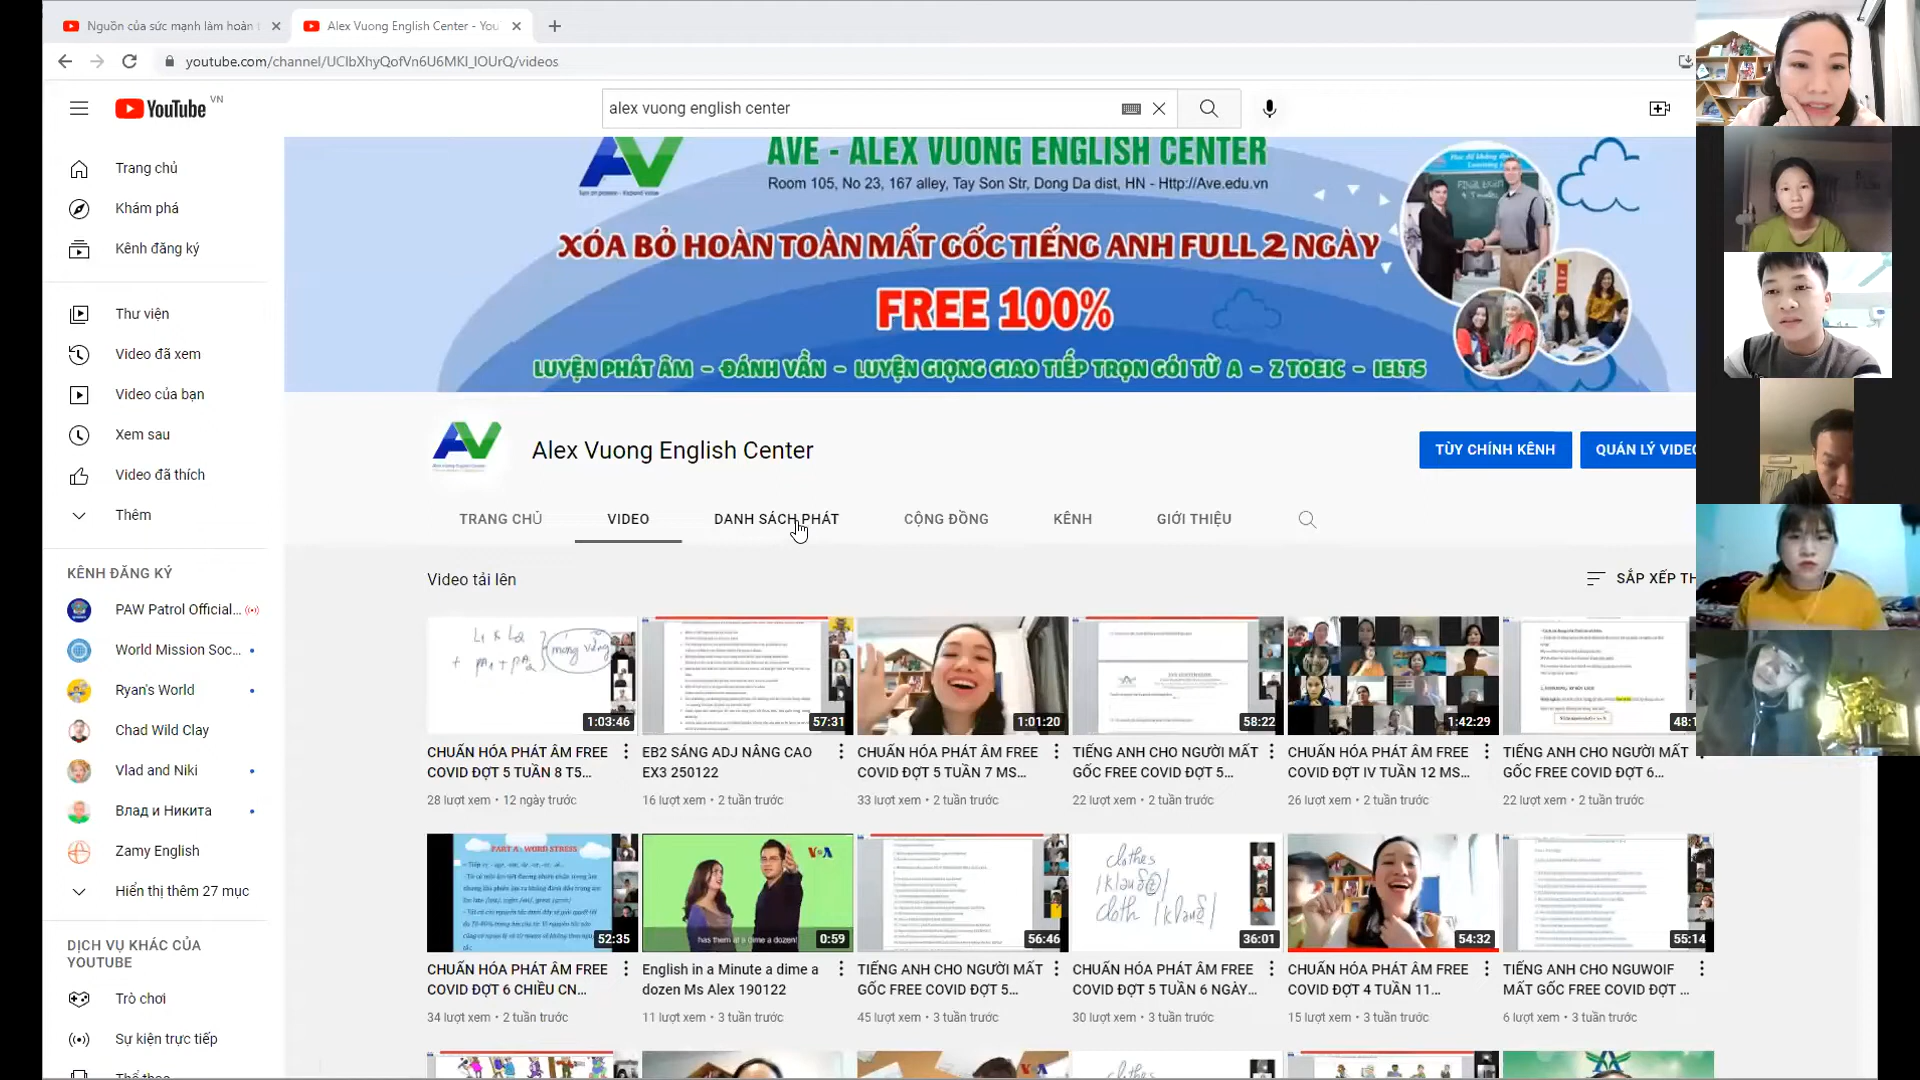 Nguồn của sức mạnh làm hoàn t
Alex Vuong English Center - You
youtube.com/channel/UCIbXhyQofVn6U6MKI_IOUrQ/videos
YouTube VN
alex vuong english center
Trang chủ
Khám phá
Kênh đăng ký
Thư viện
Video đã xem
Video của bạn
Xem sau
Video đã thích
Thêm
KÊNH ĐĂNG KÝ
PAW Patrol Official...
World Mission Soc...
Ryan's World
Chad Wild Clay
Vlad and Niki
Влад и Никита
Zamy English
Hiển thị thêm 27 mục
DỊCH VỤ KHÁC CỦA
YOUTUBE
Trò chơi
Sự kiện trực tiếp
Thể thao
AV
AVE - ALEX VUONG ENGLISH CENTER
Room 105, No 23, 167 alley, Tay Son Str, Dong Da dist, HN - Http://Ave.edu.vn
XÓA BỎ HOÀN TOÀN MẤT GỐC TIẾNG ANH FULL 2 NGÀY
FREE 100%
LUYỆN PHÁT ÂM - ĐÁNH VẦN - LUYỆN GIỌNG GIAO TIẾP TRỌN GÓI TỪ A - Z TOEIC - IELTS
AV
Alex Vuong English Center
TÙY CHỈNH KÊNH
QUẢN LÝ VIDEO
TRANG CHỦ
VIDEO
DANH SÁCH PHÁT
CỘNG ĐỒNG
KÊNH
GIỚI THIỆU
Video tải lên
SẮP XẾP TH
1:03:46
57:31
1:01:20
58:22
1:42:29
48:1
CHUẨN HÓA PHÁT ÂM FREE
COVID ĐỢT 5 TUẦN 8 T5...
28 lượt xem • 12 ngày trước
EB2 SÁNG ADJ NÂNG CAO
EX3 250122
16 lượt xem • 2 tuần trước
CHUẨN HÓA PHÁT ÂM FREE
COVID ĐỢT 5 TUẦN 7 MS...
33 lượt xem • 2 tuần trước
TIẾNG ANH CHO NGƯỜI MẤT
GỐC FREE COVID ĐỢT 5...
22 lượt xem • 2 tuần trước
CHUẨN HÓA PHÁT ÂM FREE
COVID ĐỢT IV TUẦN 12 MS...
26 lượt xem • 2 tuần trước
TIẾNG ANH CHO NGƯỜI MẤT
GỐC FREE COVID ĐỢT 6...
22 lượt xem • 2 tuần trước
PART A : WORD STRESS
52:35
VOA
has them at a dime a dozen!
0:59
56:46
clothes
cloth
36:01
54:32
55:14
CHUẨN HÓA PHÁT ÂM FREE
COVID ĐỢT 6 CHIỀU CN...
34 lượt xem • 2 tuần trước
English in a Minute a dime a
dozen Ms Alex 190122
11 lượt xem • 3 tuần trước
TIẾNG ANH CHO NGƯỜI MẤT
GỐC FREE COVID ĐỢT 5...
45 lượt xem • 3 tuần trước
CHUẨN HÓA PHÁT ÂM FREE
COVID ĐỢT 5 TUẦN 6 NGÀY...
30 lượt xem • 3 tuần trước
CHUẨN HÓA PHÁT ÂM FREE
COVID ĐỢT 4 TUẦN 11...
15 lượt xem • 3 tuần trước
TIẾNG ANH CHO NGUWOIF
MẤT GỐC FREE COVID ĐỢT ...
6 lượt xem • 3 tuần trước